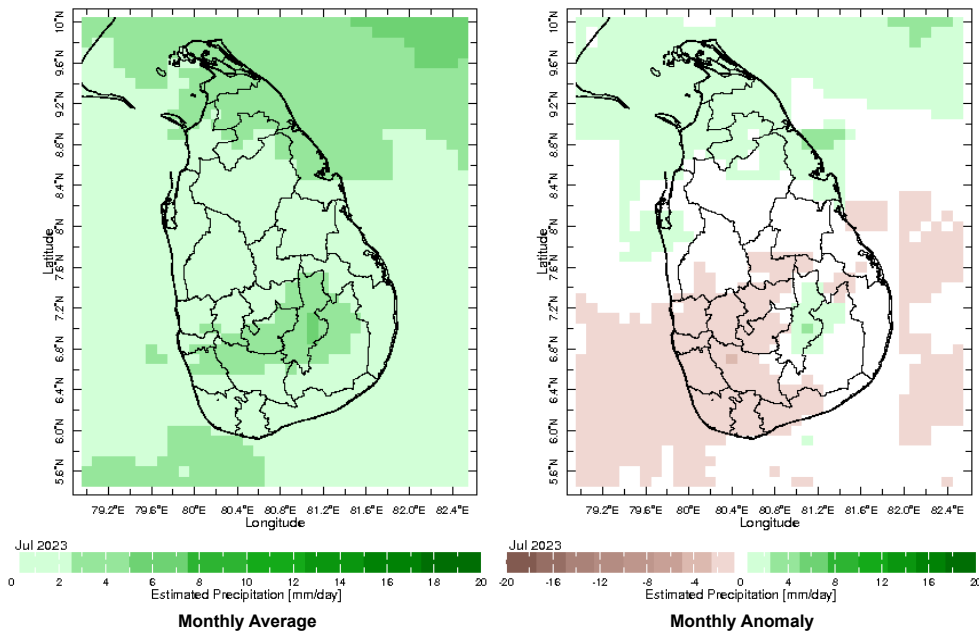 10°N
9.6°N
9.2°N
8.8°N
8.4°N
8°N
7.6°N
7.2°N
6.8°N
6.4°N
6.0°N
5.6°N
Latitude
79.2°E 79.6°E 80°E 80.4°E 80.8°E 81.2°E 81.6°E 82.0°E 82.4°E
Longitude
Jul 2023
0 2 4 6 8 10 12 14 16 18 20
Estimated Precipitation [mm/day]
Monthly Average
10°N
9.6°N
9.2°N
8.8°N
8.4°N
8°N
7.6°N
7.2°N
6.8°N
6.4°N
6.0°N
5.6°N
Latitude
79.2°E 79.6°E 80°E 80.4°E 80.8°E 81.2°E 81.6°E 82.0°E 82.4°E
Longitude
Jul 2023
-20 -16 -12 -8 -4 0 4 8 12 16 20
Estimated Precipitation [mm/day]
Monthly Anomaly